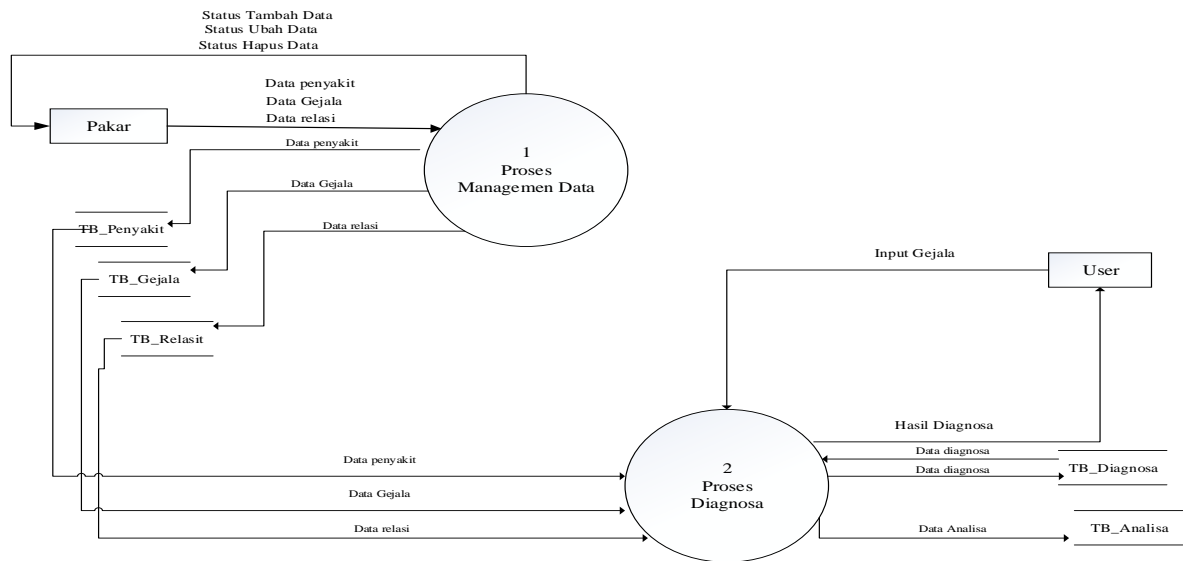 Status Tambah Data
Status Ubah Data
Status Hapus Data
Data penyakit
Data Gejala
Data relasi
Pakar
1
Proses
Managemen Data
Data penyakit
Data Gejala
Data relasi
TB_Penyakit
TB_Gejala
TB_Relasit
Input Gejala
User
Hasil Diagnosa
Data diagnosa
Data diagnosa
TB_Diagnosa
2
Proses
Diagnosa
Data penyakit
Data Gejala
Data relasi
Data Analisa
TB_Analisa